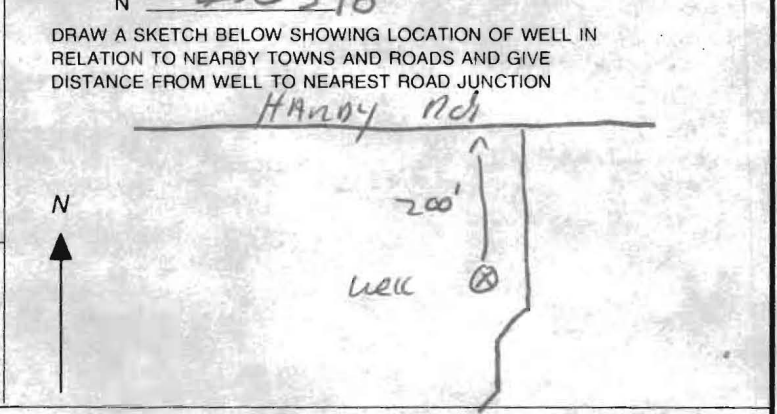 N
DRAW A SKETCH BELOW SHOWING LOCATION OF WELL IN
RELATION TO NEARBY TOWNS AND ROADS AND GIVE
DISTANCE FROM WELL TO NEAREST ROAD JUNCTION
HANDY Rd
200'
N
well